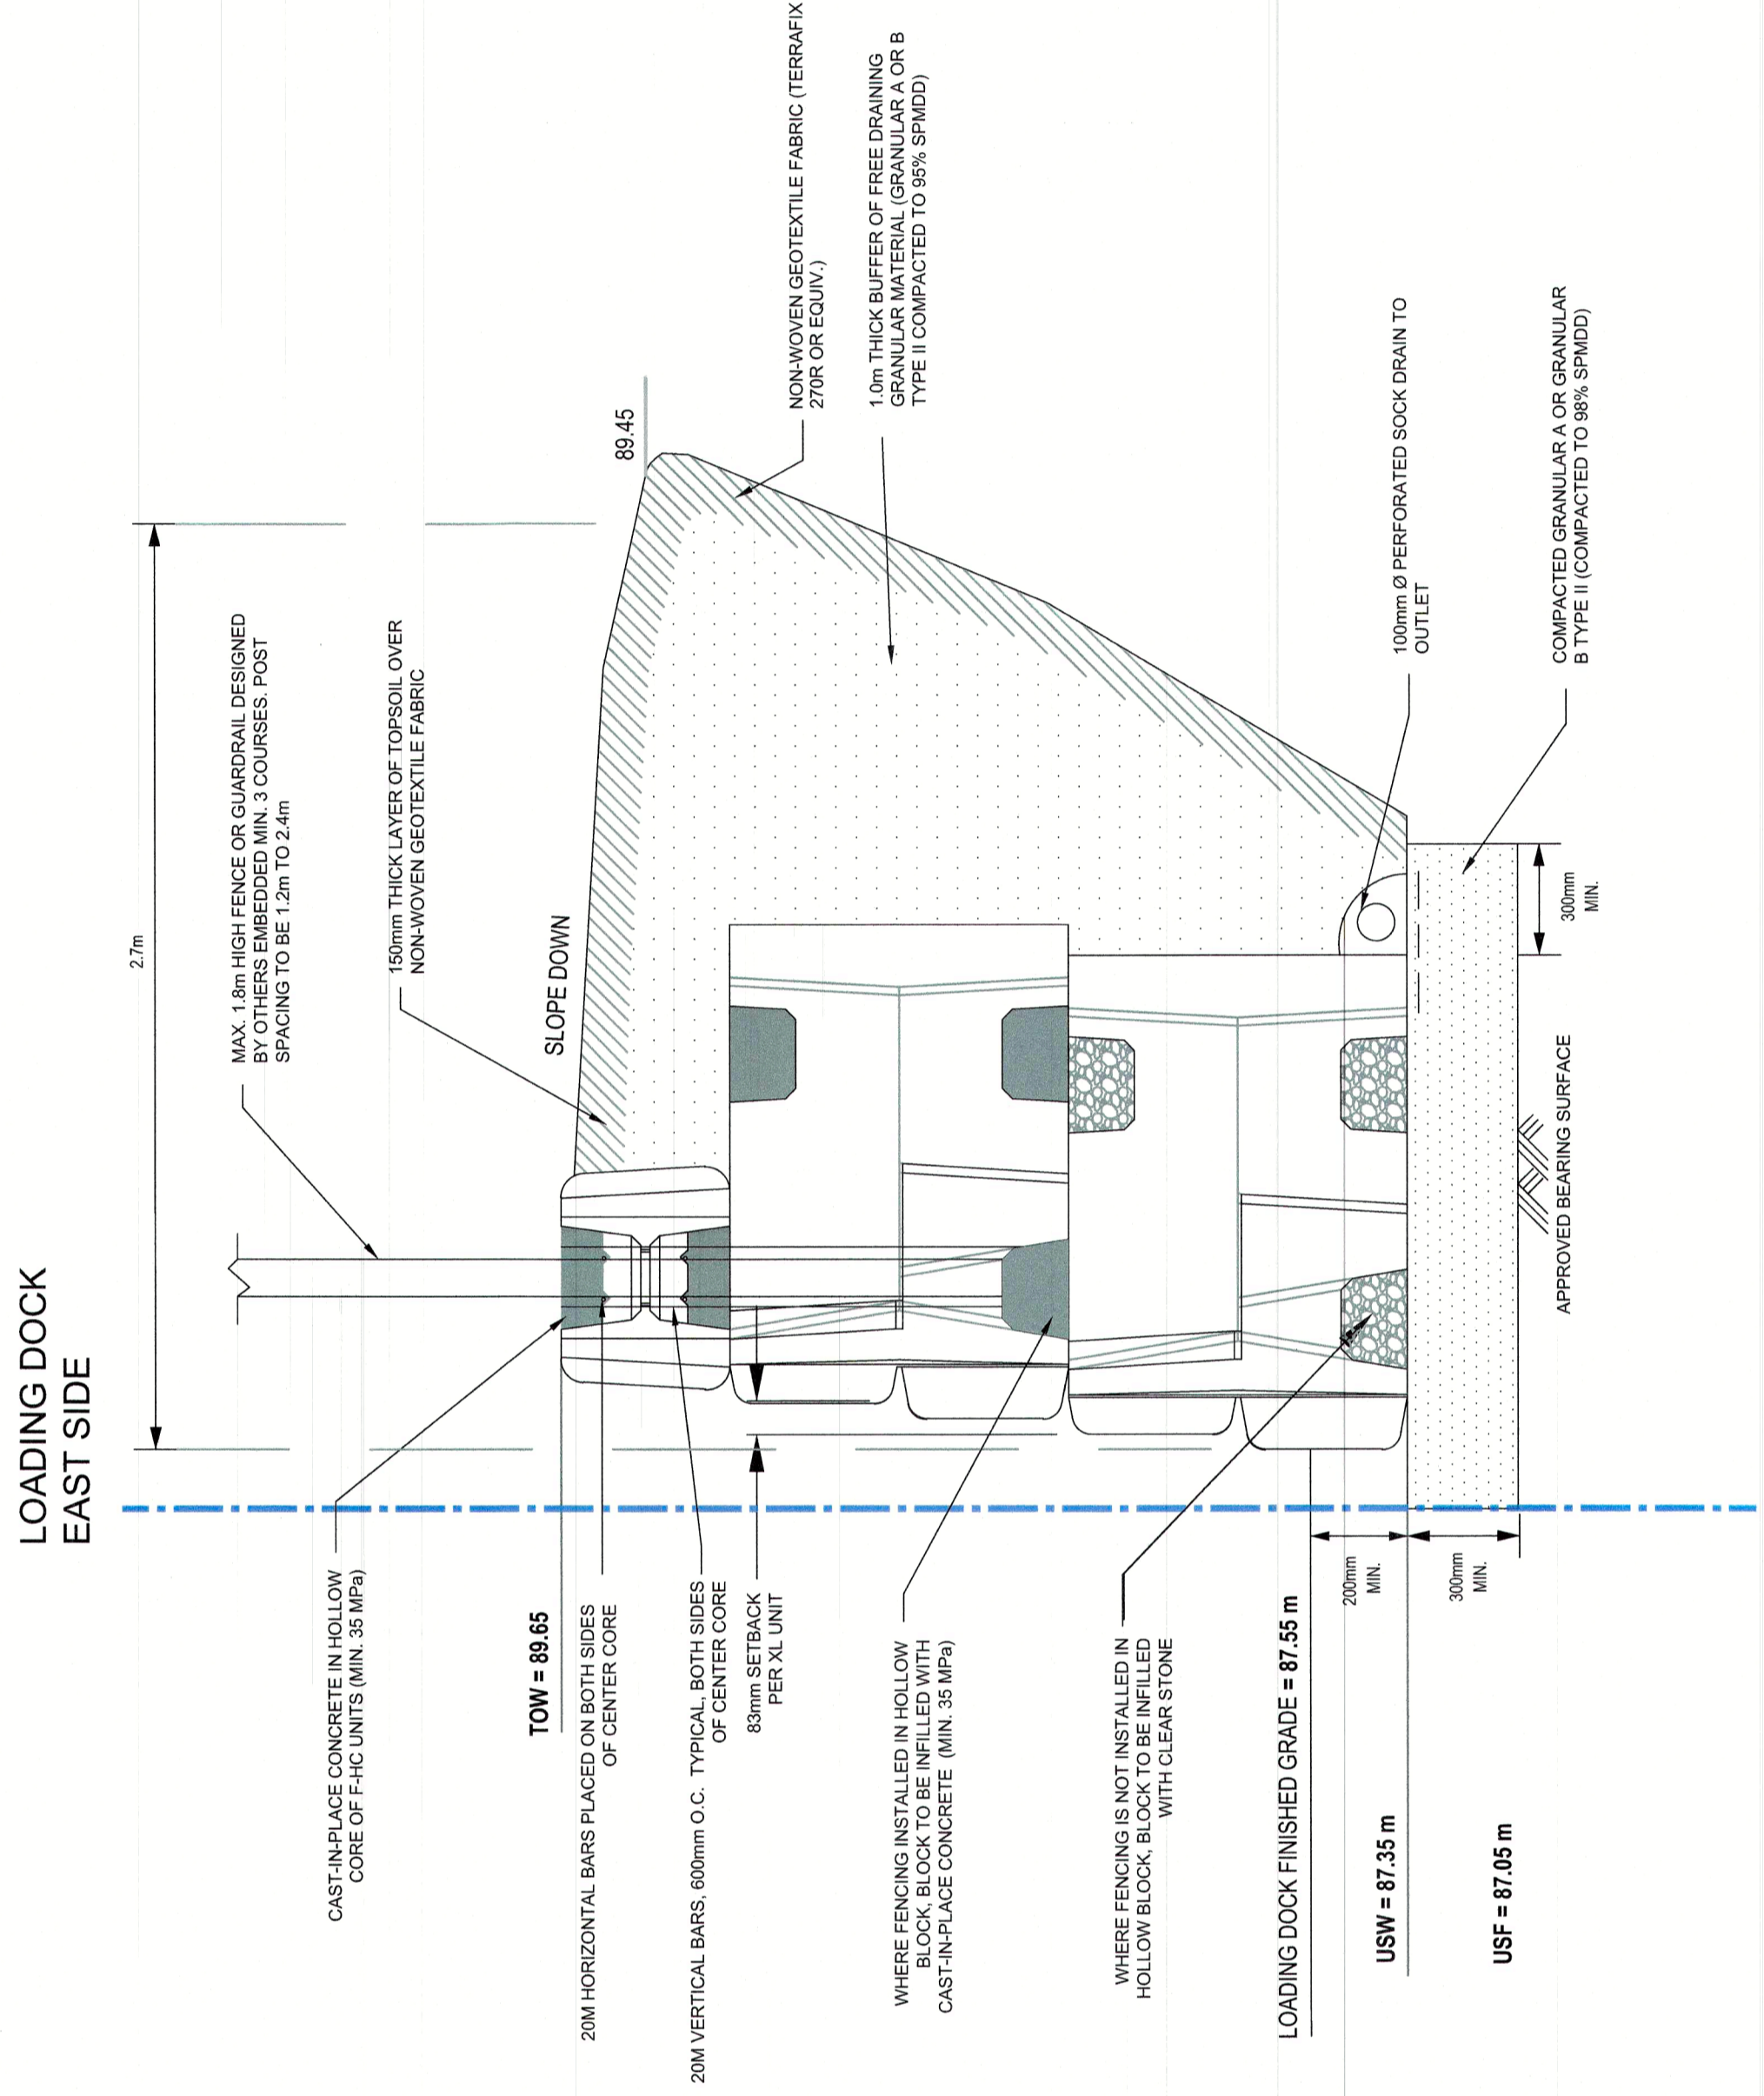 LOADING DOCK
EAST SIDE
2.7m
MAX. 1.8m HIGH FENCE OR GUARDRAIL DESIGNED
BY OTHERS EMBEDDED MIN. 3 COURSES. POST
SPACING TO BE 1.2m TO 2.4m
150mm THICK LAYER OF TOPSOIL OVER
NON-WOVEN GEOTEXTILE FABRIC
SLOPE DOWN
89.45
NON-WOVEN GEOTEXTILE FABRIC (TERRAFIX
270R OR EQUIV.)
1.0m THICK BUFFER OF FREE DRAINING
GRANULAR MATERIAL (GRANULAR A OR B
TYPE II COMPACTED TO 95% SPMDD)
100mm Ø PERFORATED SOCK DRAIN TO
OUTLET
COMPACTED GRANULAR A OR GRANULAR
B TYPE II (COMPACTED TO 98% SPMDD)
300mm
MIN.
APPROVED BEARING SURFACE
CAST-IN-PLACE CONCRETE IN HOLLOW
CORE OF F-HC UNITS (MIN. 35 MPa)
TOW = 89.65
20M HORIZONTAL BARS PLACED ON BOTH SIDES
OF CENTER CORE
20M VERTICAL BARS, 600mm O.C. TYPICAL, BOTH SIDES
OF CENTER CORE
83mm SETBACK
PER XL UNIT
WHERE FENCING INSTALLED IN HOLLOW
BLOCK, BLOCK TO BE INFILLED WITH
CAST-IN-PLACE CONCRETE (MIN. 35 MPa)
WHERE FENCING IS NOT INSTALLED IN
HOLLOW BLOCK, BLOCK TO BE INFILLED
WITH CLEAR STONE
LOADING DOCK FINISHED GRADE = 87.55 m
200mm
MIN.
USW = 87.35 m
300mm
MIN.
USF = 87.05 m